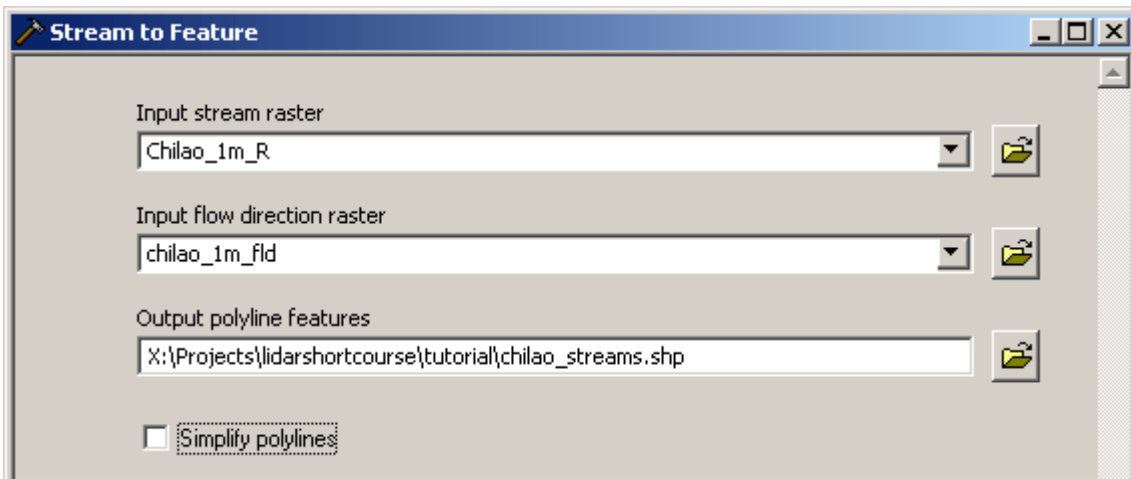 Stream to Feature
Input stream raster
Chilao_1m_R
Input flow direction raster
chilao_1m_fld
Output polyline features
X:\Projects\lidarshortcourse\tutorial\chilao_streams.shp
Simplify polylines